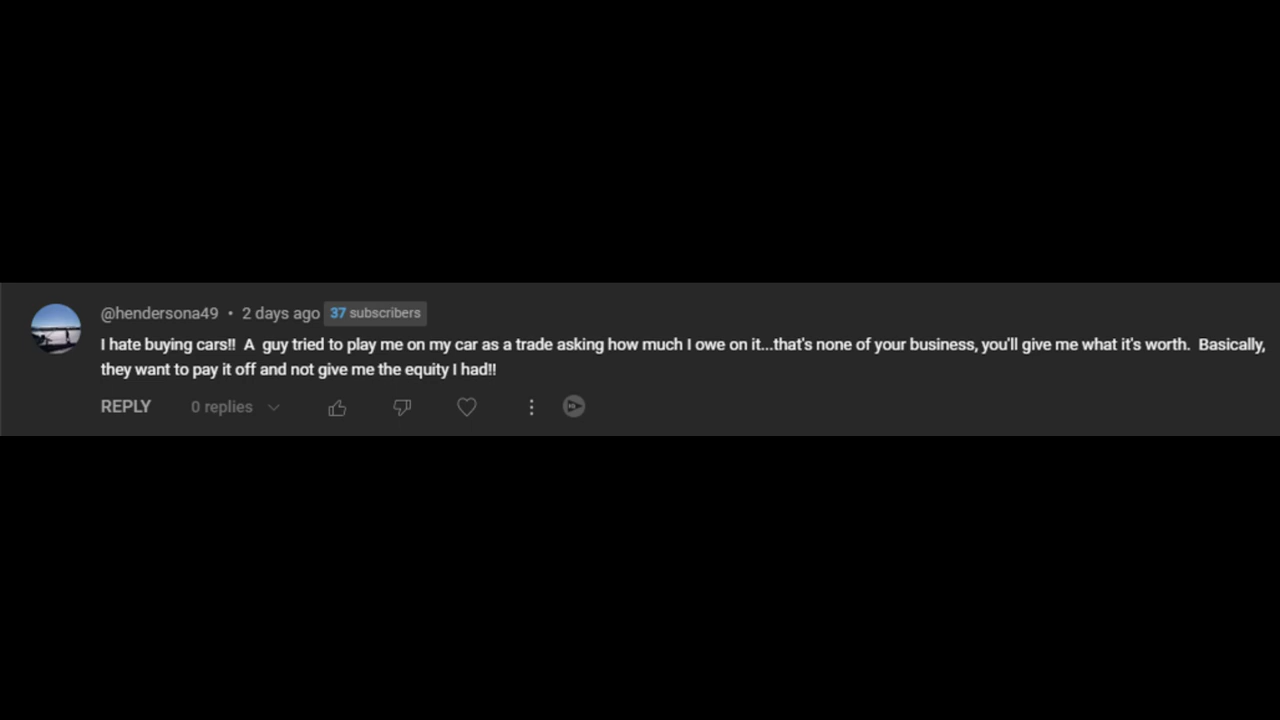 @hendersona49 • 2 days ago 37 subscribers
I hate buying cars!! A guy tried to play me on my car as a trade asking how much I owe on it...that's none of your business, you'll give me what it's worth. Basically,
they want to pay it off and not give me the equity I had!!
REPLY 0 replies